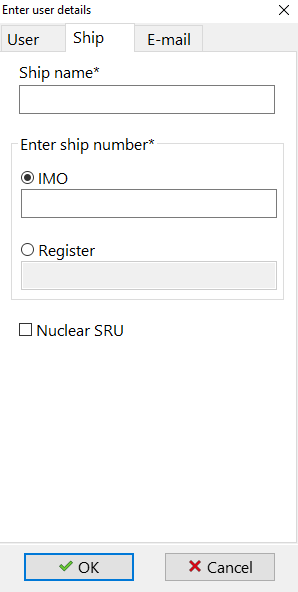 Enter user details
User Ship E-mail
Ship name*
Enter ship number*
IMO
Register
Nuclear SRU
OK Cancel